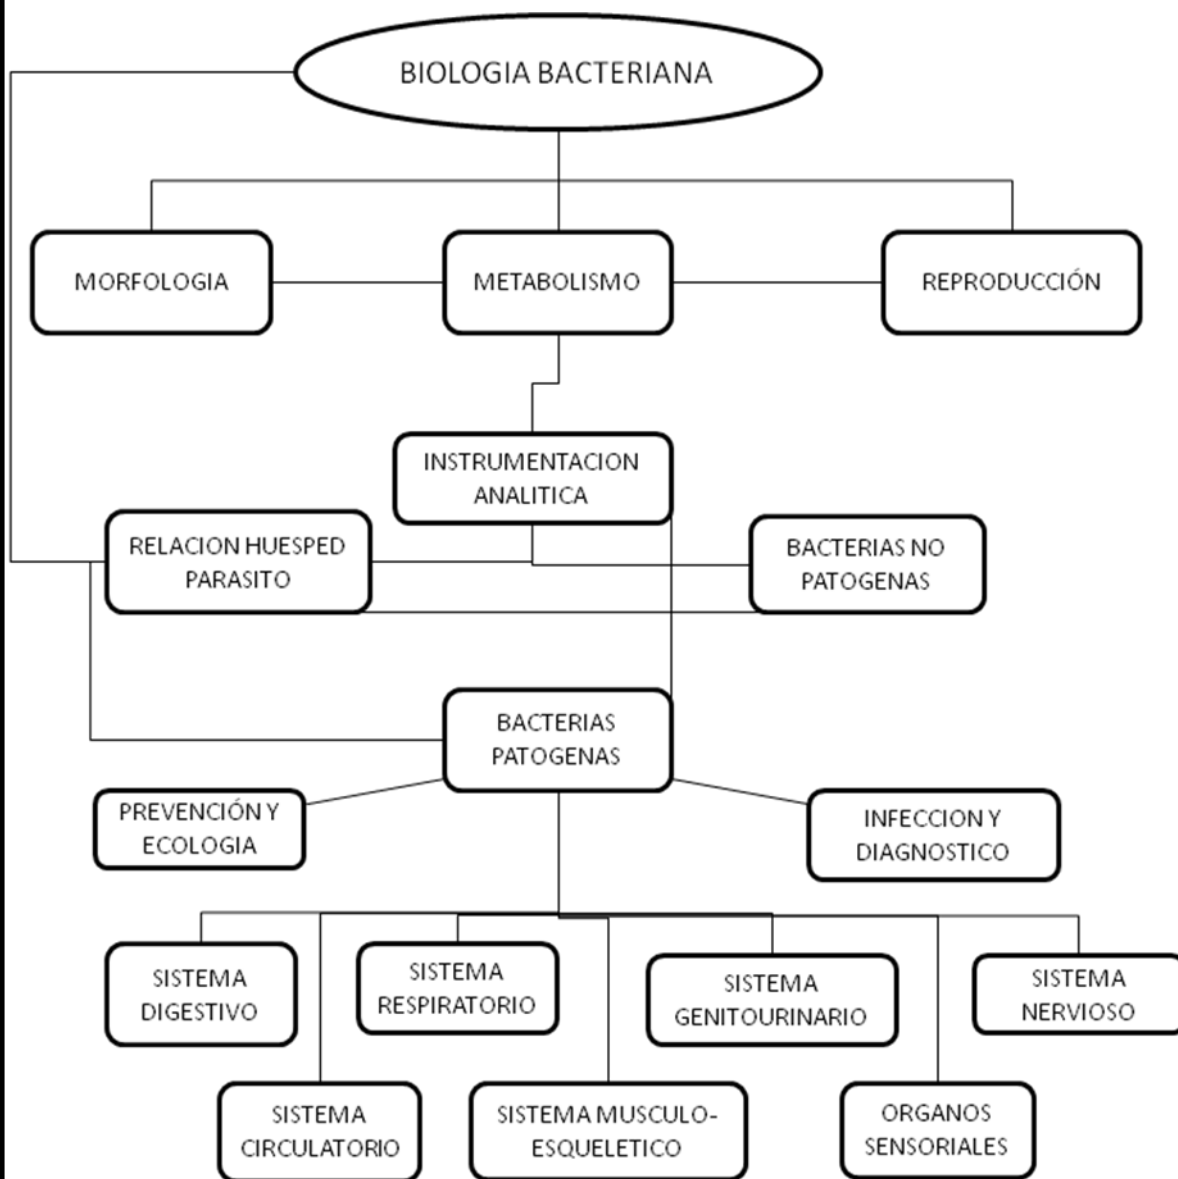 BIOLOGIA BACTERIANA
MORFOLOGIA
METABOLISMO
REPRODUCCIÓN
INSTRUMENTACION
ANALITICA
RELACION HUESPED
PARASITO
BACTERIAS NO
PATOGENAS
BACTERIAS
PATOGENAS
PREVENCIÓN Y
ECOLOGIA
INFECCION Y
DIAGNOSTICO
SISTEMA
DIGESTIVO
SISTEMA
RESPIRATORIO
SISTEMA
GENITOURINARIO
SISTEMA
NERVIOSO
SISTEMA
CIRCULATORIO
SISTEMA MUSCULO-
ESQUELETICO
ORGANOS
SENSORIALES